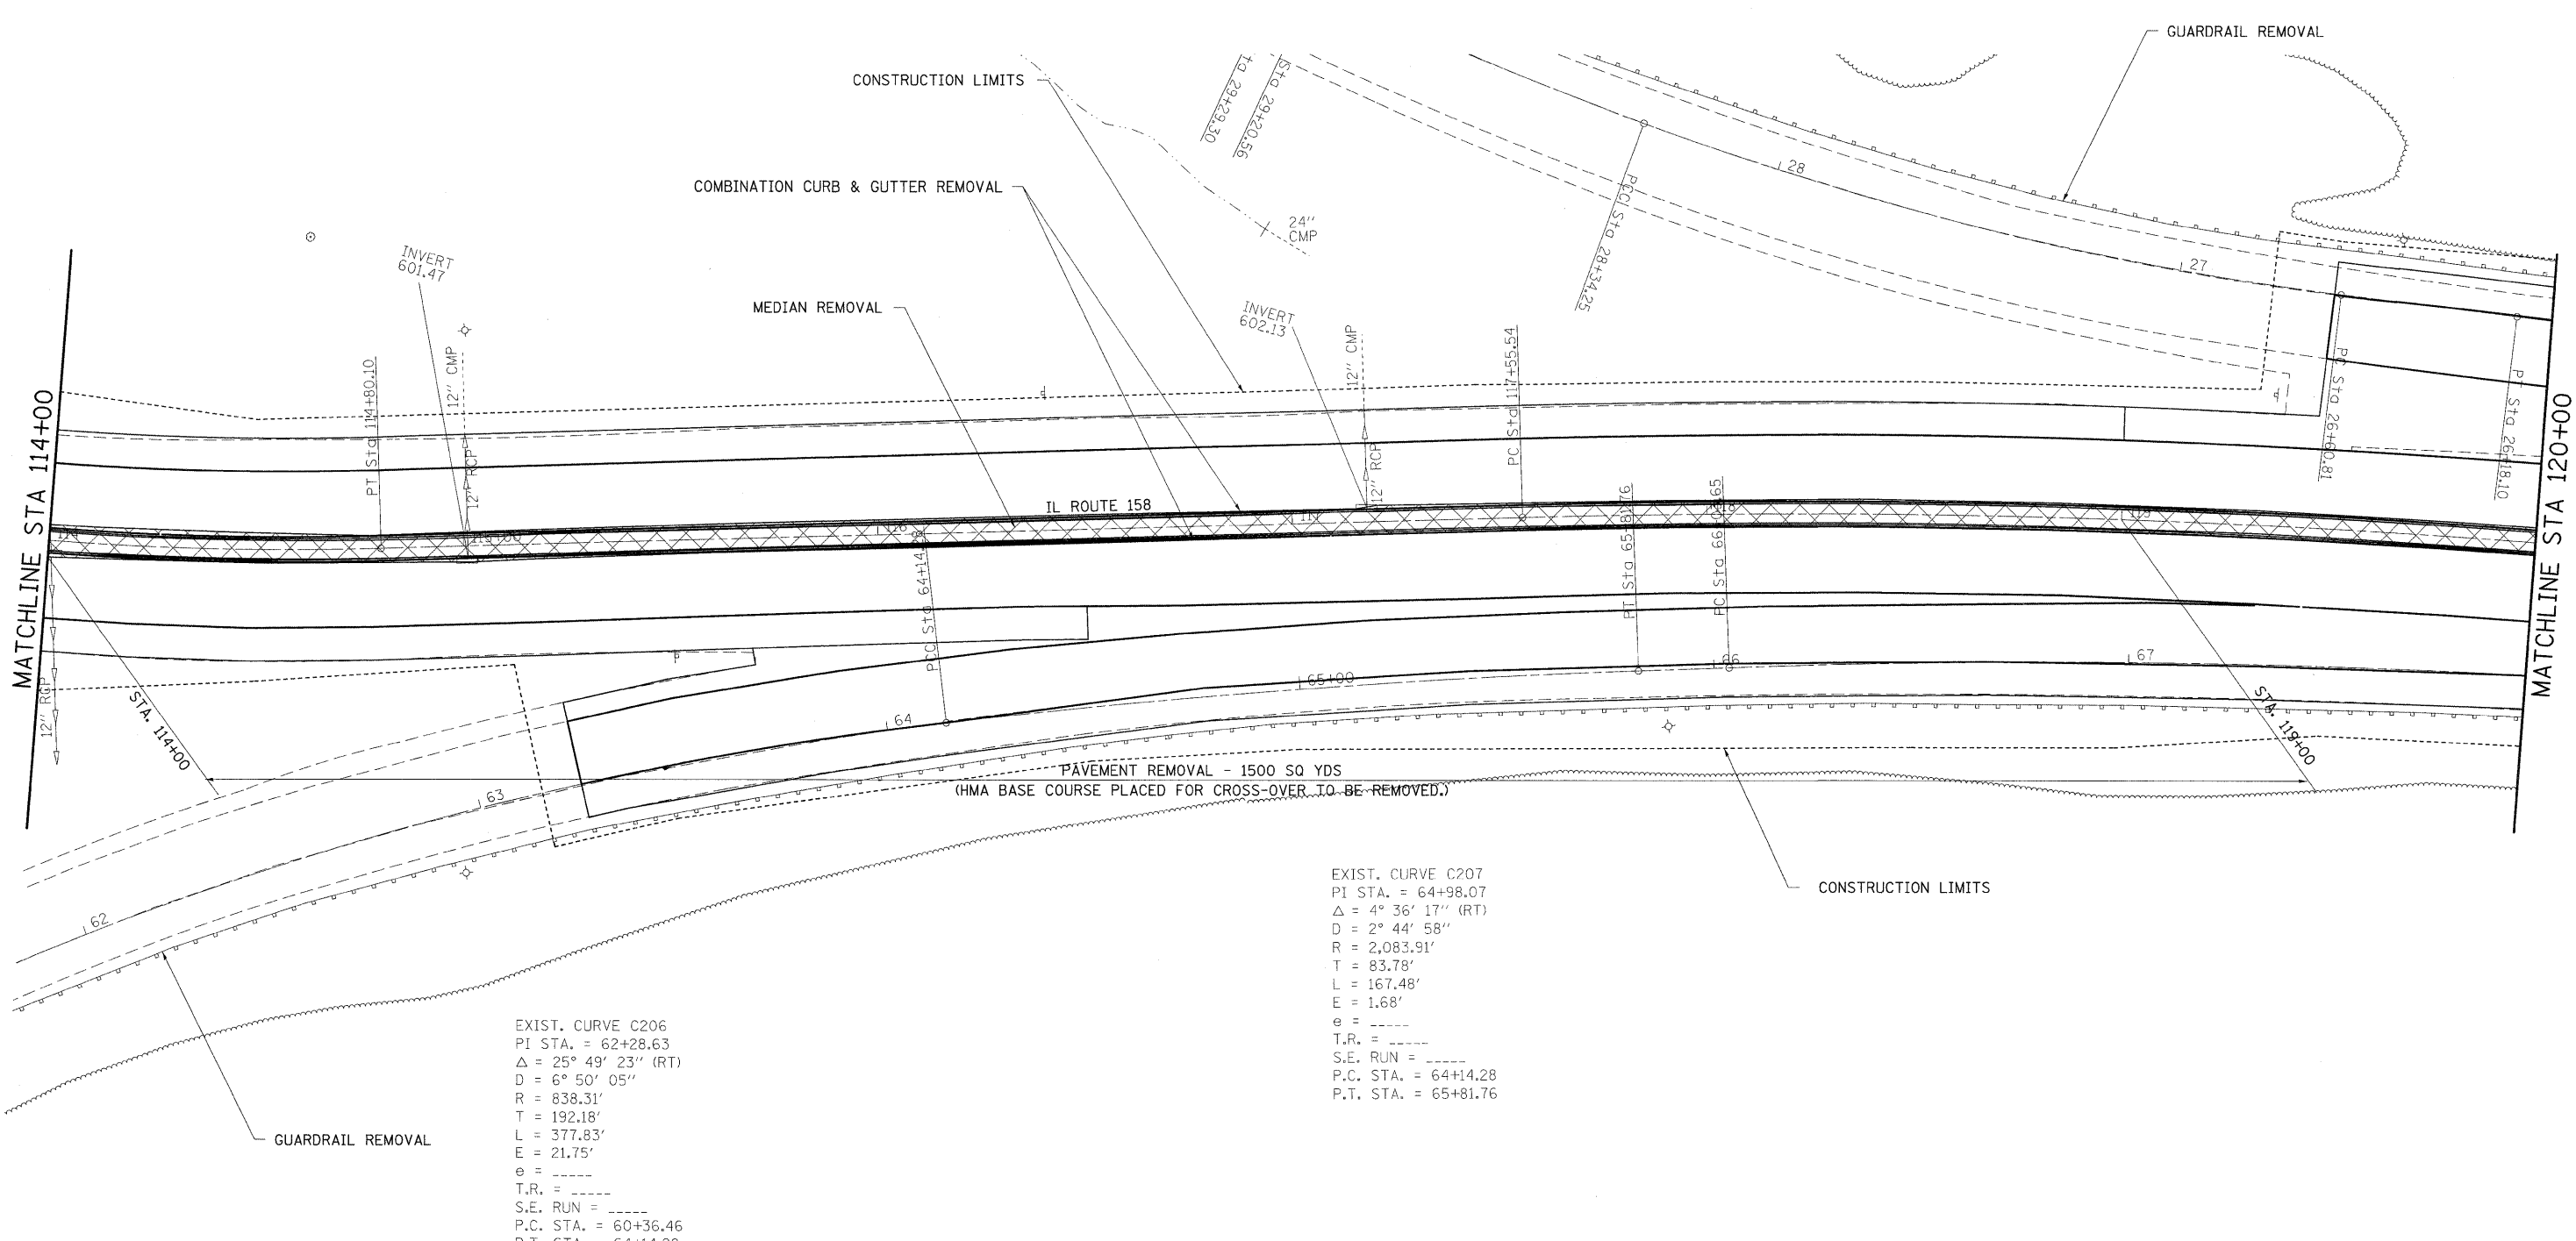 GUARDRAIL REMOVAL
CONSTRUCTION LIMITS
Sta 29+20.56
29+29.30
COMBINATION CURB & GUTTER REMOVAL
28
24"
CMP
PCC Sta 28+34.25
27
INVERT
601.47
INVERT
602.13
MEDIAN REMOVAL
12" CMP
12" RCP
12" CMP
12" RCP
PT Sta 114+80.10
PC Sta 117+55.54
PC Sta 26+60.81
PT Sta 26+18.10
MATCHLINE STA 114+00
MATCHLINE STA 120+00
IL ROUTE 158
PCC Sta 64+14.28
PT Sta 65+81.76
PC Sta
12" RCP
STA. 114+00
STA. 119+00
62
63
64
65+00
66
67
PAVEMENT REMOVAL - 1500 SQ YDS
(HMA BASE COURSE PLACED FOR CROSS-OVER TO BE REMOVED.)
CONSTRUCTION LIMITS
EXIST. CURVE C207
PI STA. = 64+98.07
Δ = 4° 36' 17" (RT)
D = 2° 44' 58"
R = 2,083.91'
T = 83.78'
L = 167.48'
E = 1.68'
e = _____
T.R. = _____
S.E. RUN = _____
P.C. STA. = 64+14.28
P.T. STA. = 65+81.76
EXIST. CURVE C206
PI STA. = 62+28.63
Δ = 25° 49' 23" (RT)
D = 6° 50' 05"
R = 838.31'
T = 192.18'
L = 377.83'
E = 21.75'
e = _____
T.R. = _____
S.E. RUN = _____
P.C. STA. = 60+36.46
GUARDRAIL REMOVAL